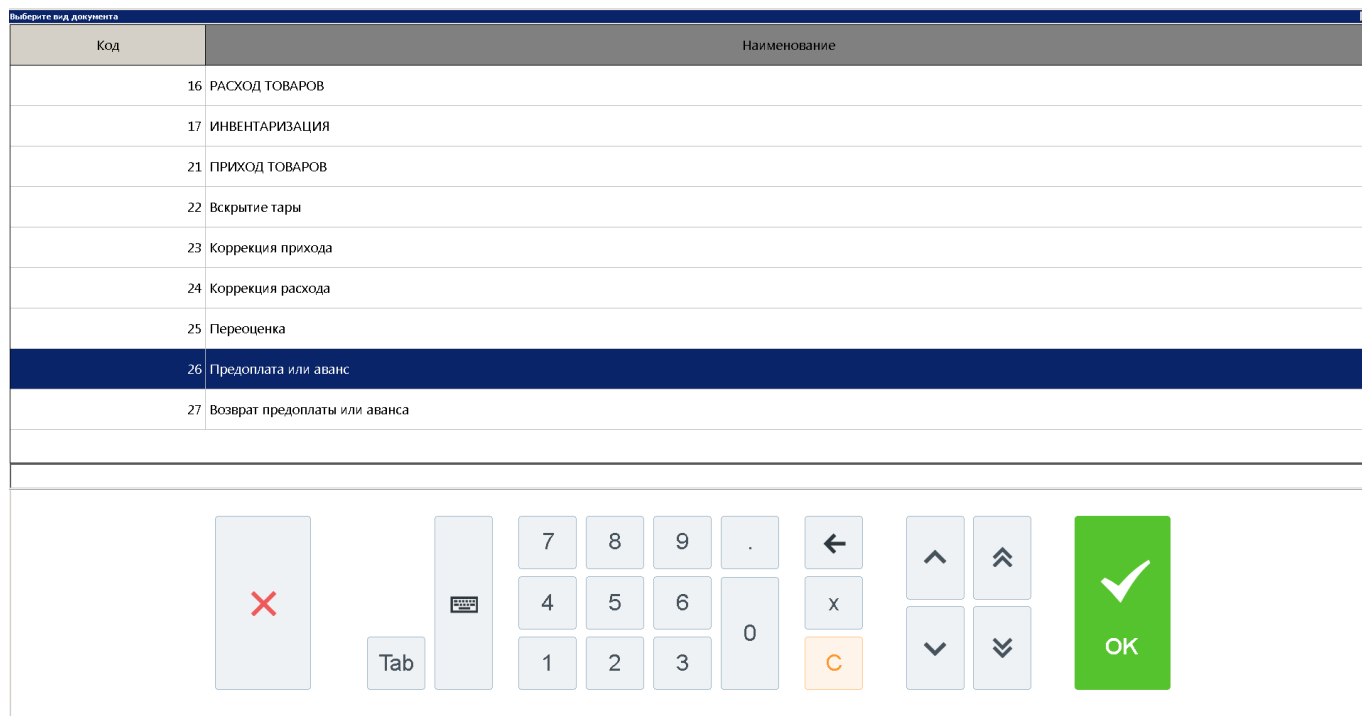 Выберите вид документа
Код Наименование
16 РАСХОД ТОВАРОВ
17 ИНВЕНТАРИЗАЦИЯ
21 ПРИХОД ТОВАРОВ
22 Вскрытие тары
23 Коррекция прихода
24 Коррекция расхода
25 Переоценка
26 Предоплата или аванс
27 Возврат предоплаты или аванса
7 8 9 .
4 5 6 x
0
OK
Tab 1 2 3 C